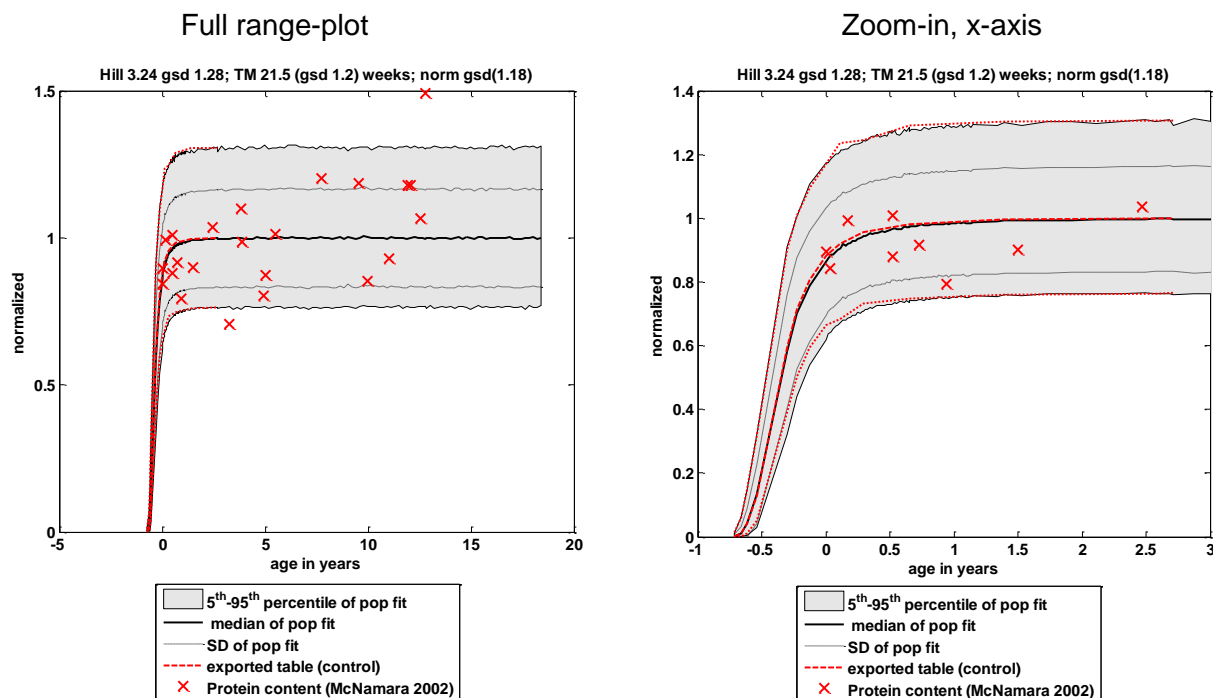 Full range-plot
Hill 3.24 gsd 1.28; TM 21.5 (gsd 1.2) weeks; norm gsd(1.18)
1.5
1
0.5
0
normalized
-5
0
5
10
15
20
age in years
5th-95th percentile of pop fit
median of pop fit
SD of pop fit
exported table (control)
Protein content (McNamara 2002)
Zoom-in, x-axis
Hill 3.24 gsd 1.28; TM 21.5 (gsd 1.2) weeks; norm gsd(1.18)
1.4
1.2
1
0.8
0.6
0.4
0.2
0
normalized
-1
-0.5
0
0.5
1
1.5
2
2.5
3
age in years
5th-95th percentile of pop fit
median of pop fit
SD of pop fit
exported table (control)
Protein content (McNamara 2002)